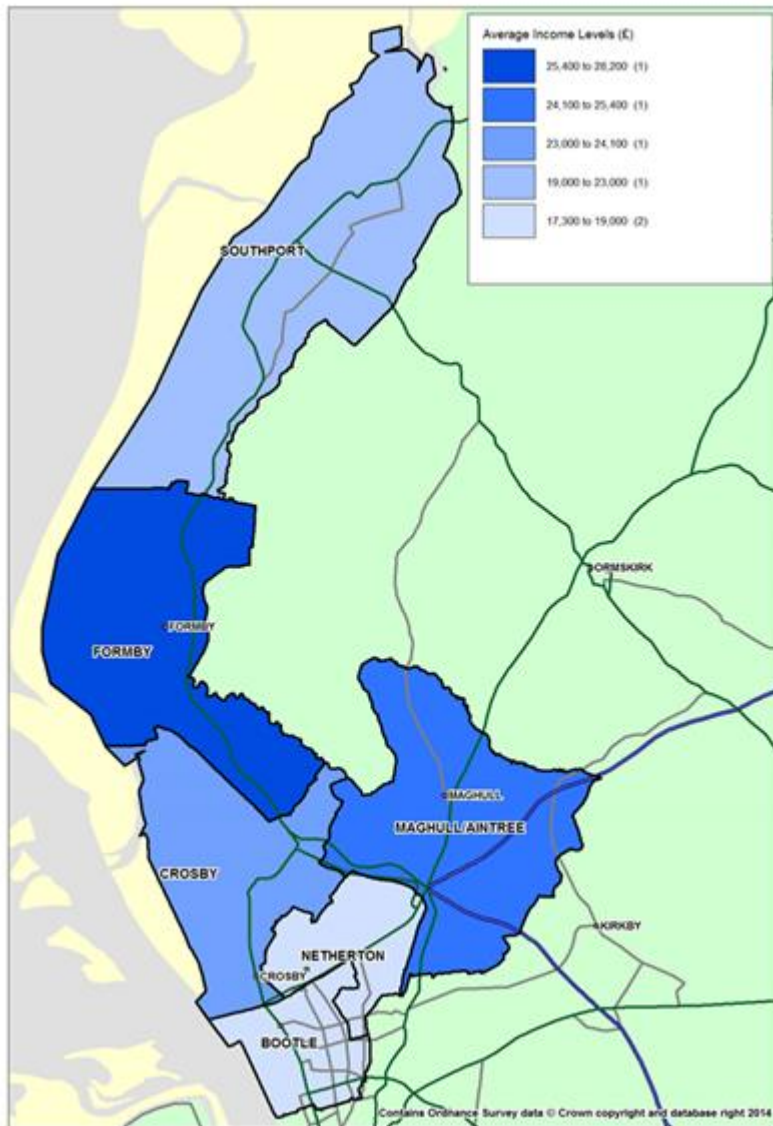 Average Income Levels (£)
25,400 to 28,200 (1)
24,100 to 25,400 (1)
23,000 to 24,100 (1)
19,000 to 23,000 (1)
17,300 to 19,000 (2)
SOUTHPORT
ORMSKIRK
FORMBY
FORMBY
MAGHULL
MAGHULL/AINTREE
CROSBY
KIRKBY
NETHERTON
CROSBY
BOOTLE
Contains Ordnance Survey data © Crown copyright and database right 2014